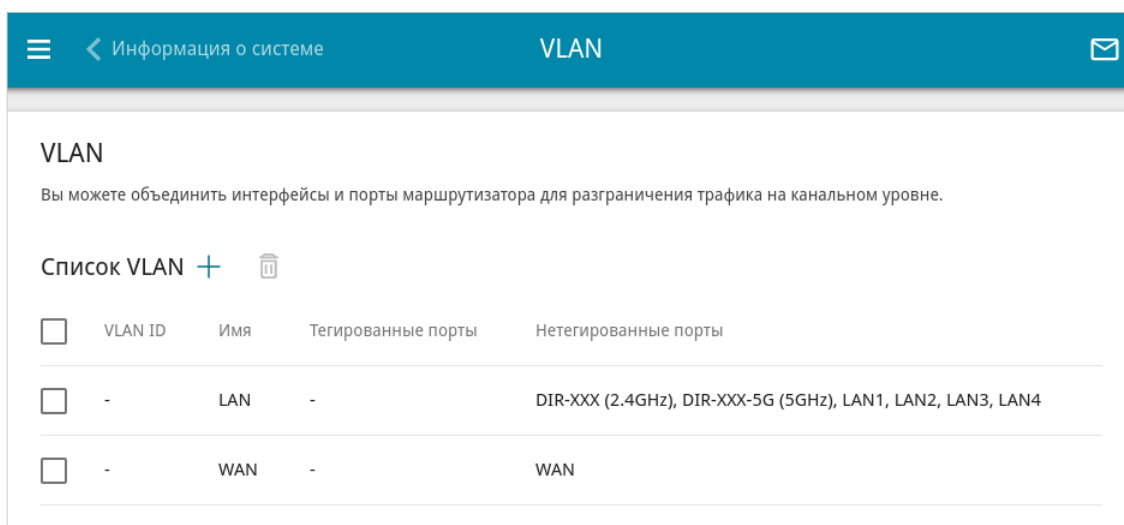 Информация о системе VLAN
VLAN
Вы можете объединить интерфейсы и порты маршрутизатора для разграничения трафика на канальном уровне.
Список VLAN
VLAN ID Имя Тегированные порты Нетегированные порты
- LAN - DIR-XXX (2.4GHz), DIR-XXX-5G (5GHz), LAN1, LAN2, LAN3, LAN4
- WAN - WAN